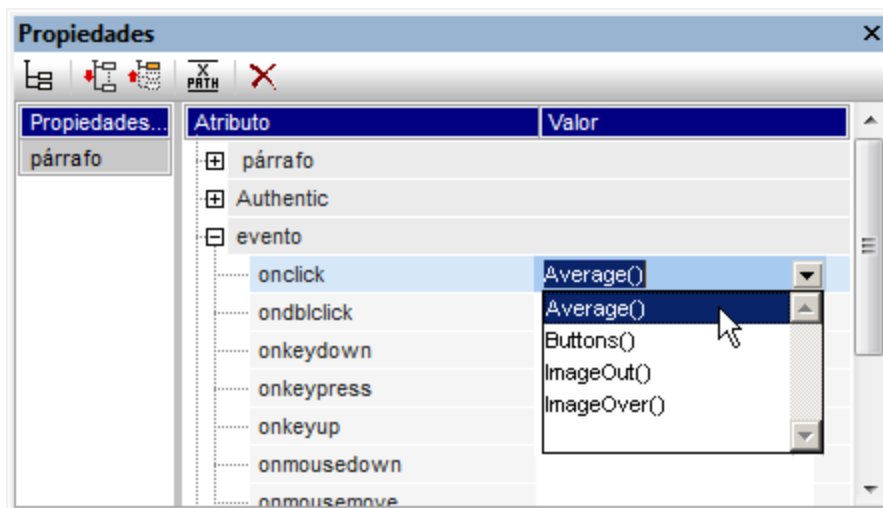 Propiedades
X
PATH
Propiedades... Atributo Valor
párrafo
párrafo
Authentic
evento
onclick Average()
ondblclick Average()
onkeydown Buttons()
onkeypress ImageOut()
onkeyup ImageOver()
onmousedown
onmousemove